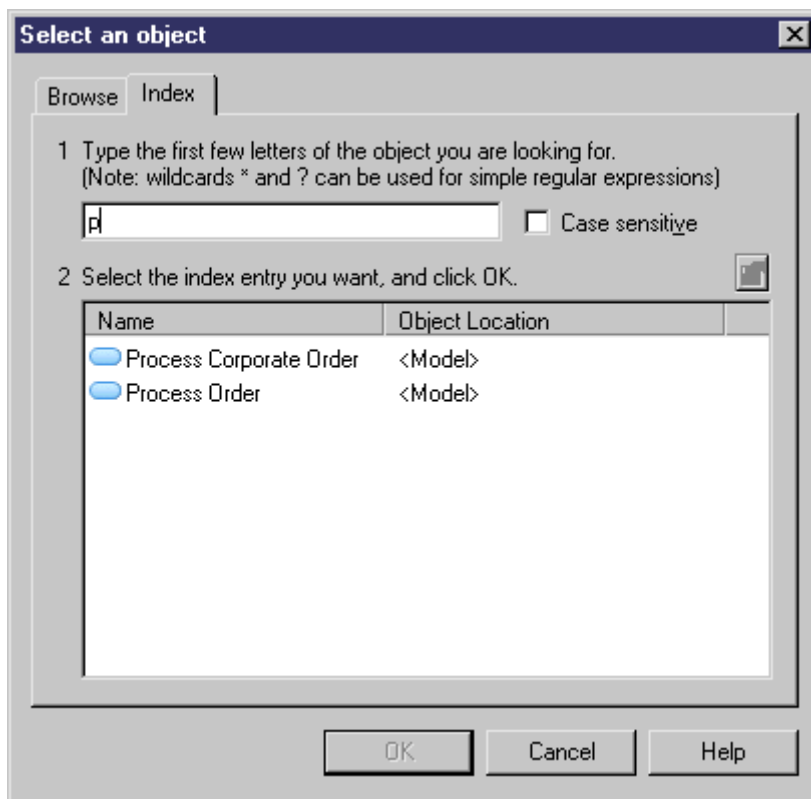 Select an object
Browse
Index
1 Type the first few letters of the object you are looking for.
(Note: wildcards * and ? can be used for simple regular expressions)
p
Case sensitive
2 Select the index entry you want, and click OK.
Name Object Location
Process Corporate Order <Model>
Process Order <Model>
OK Cancel Help